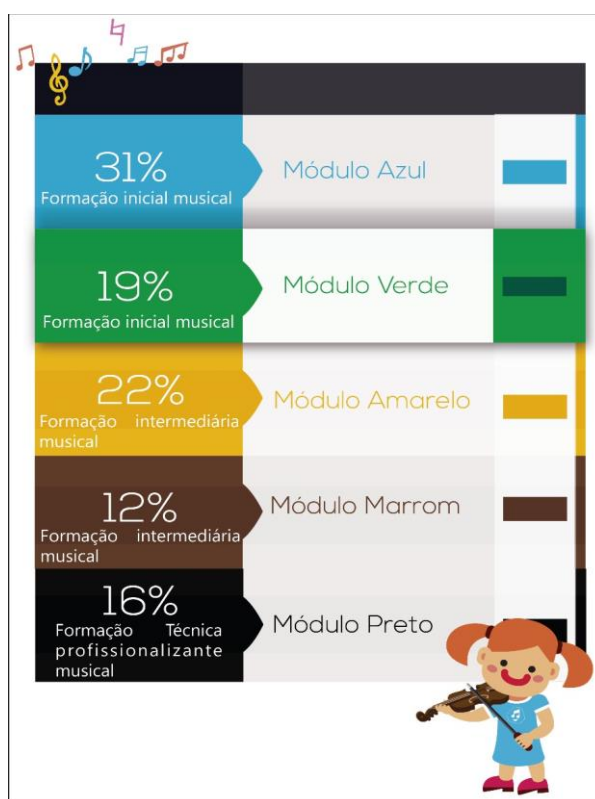 31%
Formação inicial musical
Módulo Azul
19%
Formação inicial musical
Módulo Verde
22%
Formação intermediária
musical
Módulo Amarelo
12%
Formação intermediária
musical
Módulo Marrom
16%
Formação Técnica
profissionalizante
musical
Módulo Preto